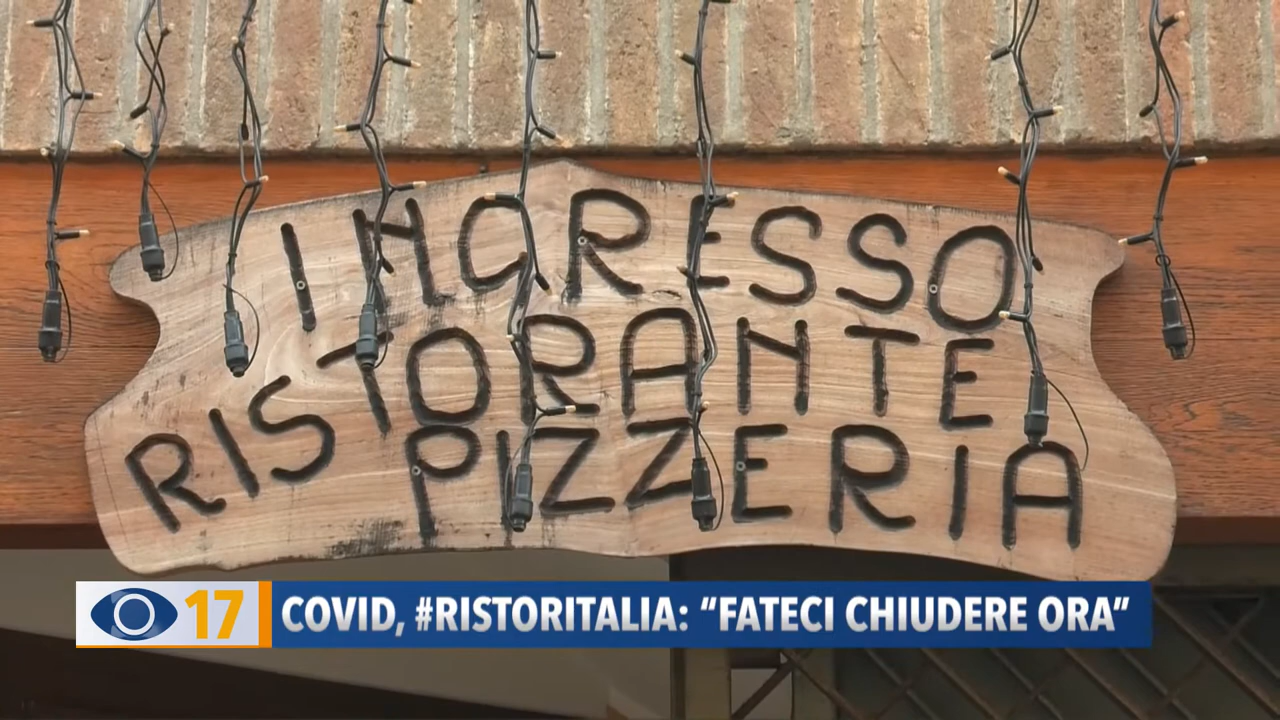 INGRESSO
RISTORANTE
PIZZERIA
17
COVID, #RISTORITALIA: “FATECI CHIUDERE ORA”